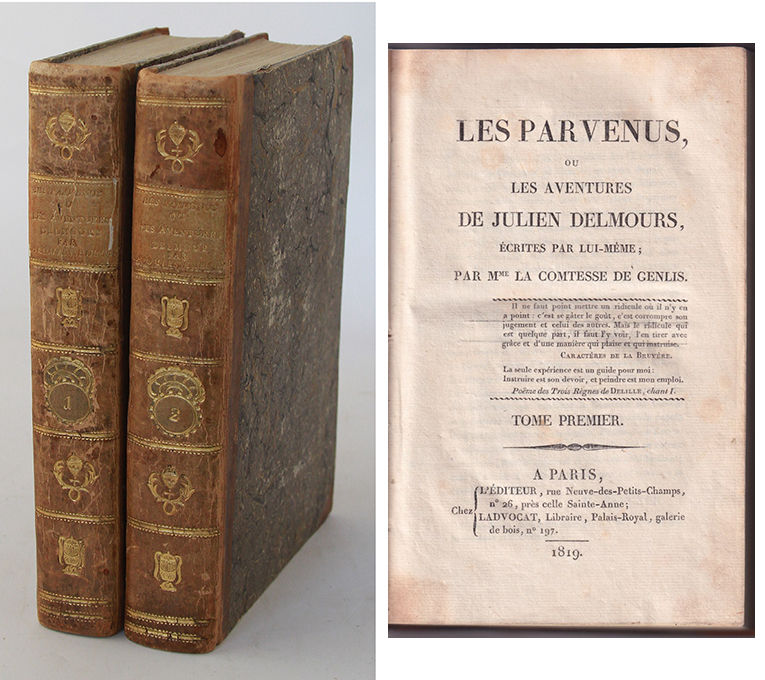 LES AVENTURES
PAR
1
LES AVENTURES
PAR
2
LES PARVENUS,
OU
LES AVENTURES
DE JULIEN DELMOURS,
ÉCRITES PAR LUI-MÊME;
PAR Mme LA COMTESSE DE GENLIS.
Il ne faut point mettre un ridicule où il n'y en
a point : c'est se gâter le goût, c'est corrompre son
jugement et celui des autres. Mais le ridicule qui
est quelque part, il faut l'y voir, l'en tirer avec
grâce et d'une manière qui plaise et qui instruise.
CARACTÈRES DE LA BRUYÈRE.
La seule expérience est un guide pour moi :
Instruire est son devoir, et peindre est mon emploi.
Poëme des Trois Règnes de DELILLE, chant I.
TOME PREMIER.
A PARIS,
Chez
L'ÉDITEUR, rue Neuve-des-Petits-Champs,
n° 26, près celle Sainte-Anne;
LADVOCAT, Libraire, Palais-Royal, galerie
de bois, n° 197.
1819.